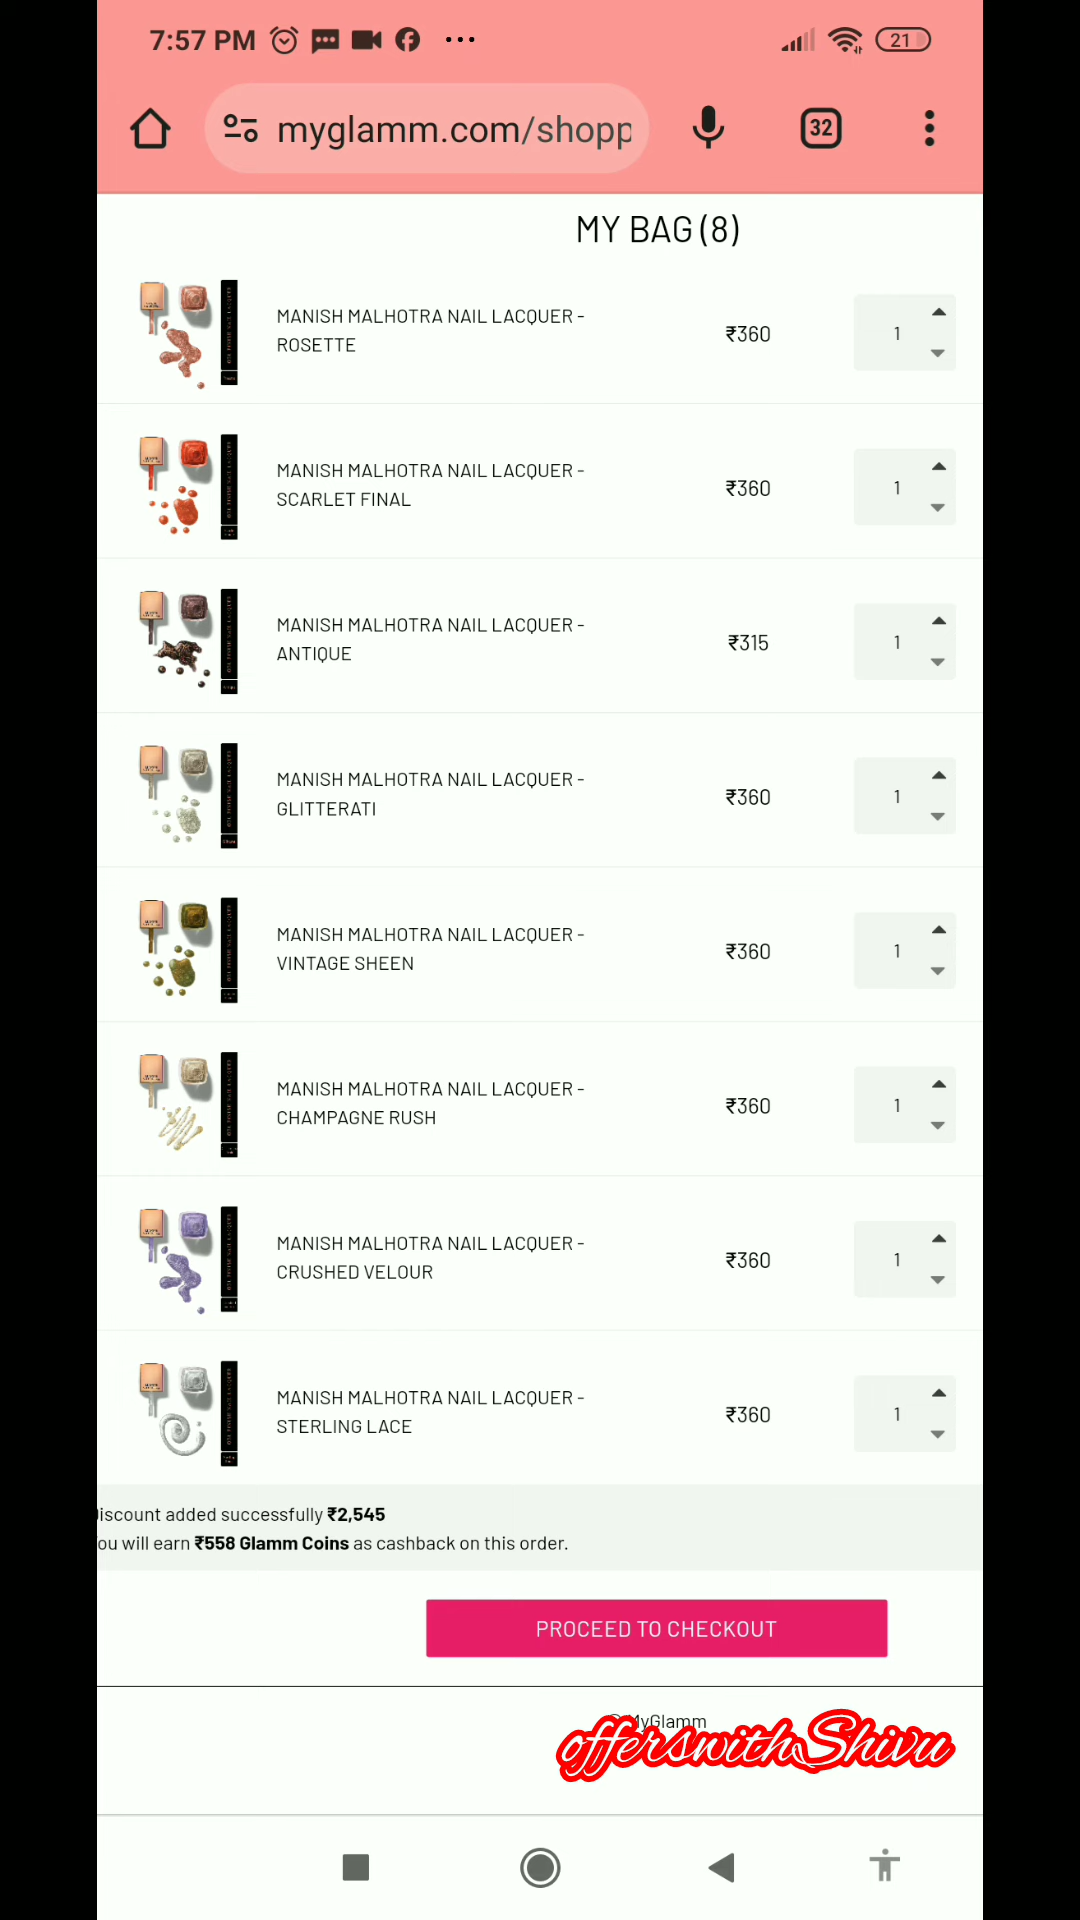 7:57 PM
21
myglamm.com/shopp
32
MY BAG (8)
MANISH MALHOTRA NAIL LACQUER -
ROSETTE
₹360
1
MANISH MALHOTRA NAIL LACQUER -
SCARLET FINAL
₹360
1
MANISH MALHOTRA NAIL LACQUER -
ANTIQUE
₹315
1
MANISH MALHOTRA NAIL LACQUER -
GLITTERATI
₹360
1
MANISH MALHOTRA NAIL LACQUER -
VINTAGE SHEEN
₹360
1
MANISH MALHOTRA NAIL LACQUER -
CHAMPAGNE RUSH
₹360
1
MANISH MALHOTRA NAIL LACQUER -
CRUSHED VELOUR
₹360
1
MANISH MALHOTRA NAIL LACQUER -
STERLING LACE
₹360
1
iscount added successfully ₹2,545
ou will earn ₹558 Glamm Coins as cashback on this order.
PROCEED TO CHECKOUT
MyGlamm
offerswithShivu